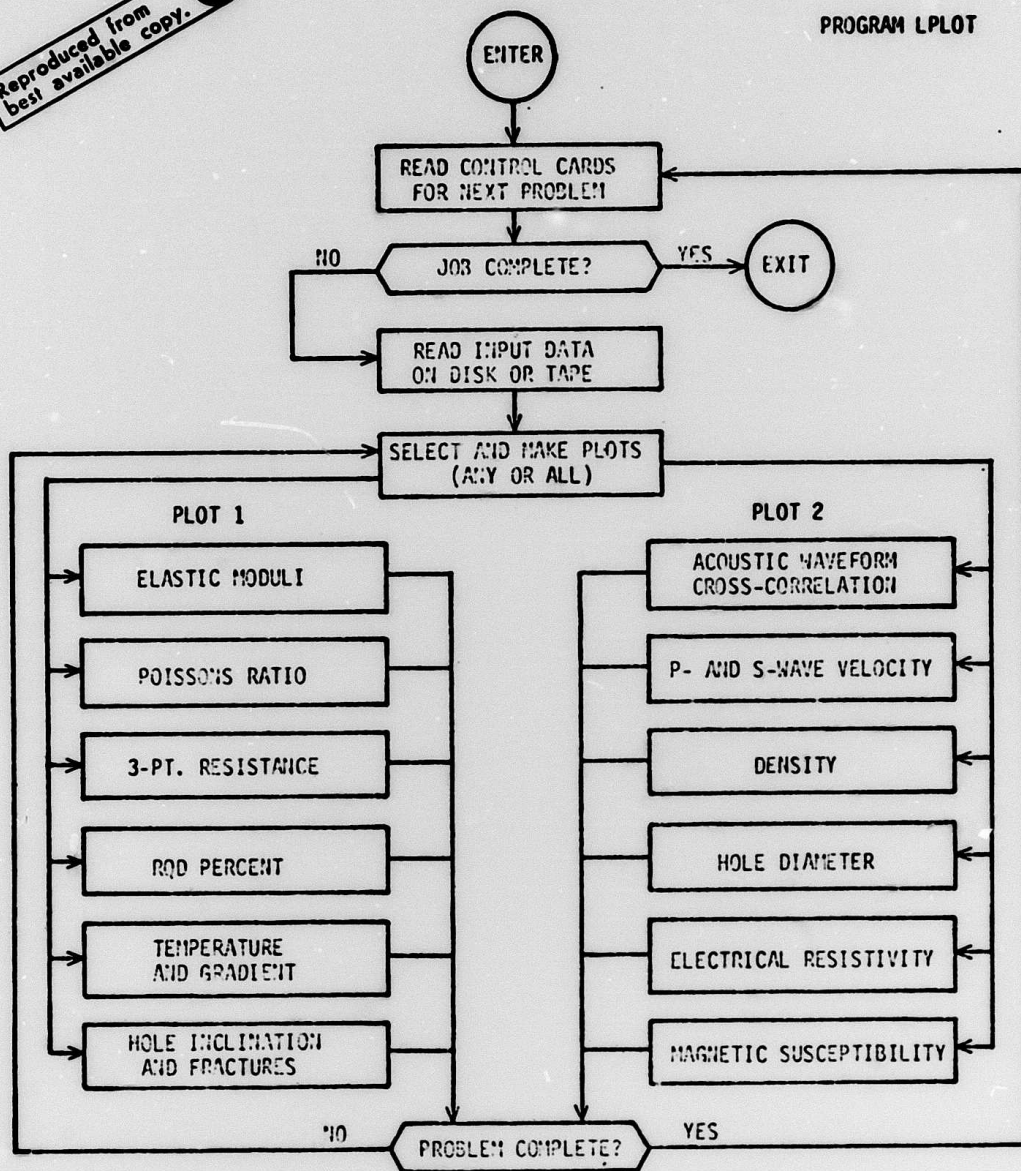 Reproduced from
best available copy.
PROGRAM LPLOT
ENTER
READ CONTROL CARDS
FOR NEXT PROBLEM
NO
JOB COMPLETE?
YES
EXIT
READ INPUT DATA
ON DISK OR TAPE
SELECT AND MAKE PLOTS
(ANY OR ALL)
PLOT 1
ELASTIC MODULI
POISSONS RATIO
3-PT. RESISTANCE
RQD PERCENT
TEMPERATURE
AND GRADIENT
HOLE INCLINATION
AND FRACTURES
PLOT 2
ACOUSTIC WAVEFORM
CROSS-CORRELATION
P- AND S-WAVE VELOCITY
DENSITY
HOLE DIAMETER
ELECTRICAL RESISTIVITY
MAGNETIC SUSCEPTIBILITY
NO
PROBLEM COMPLETE?
YES